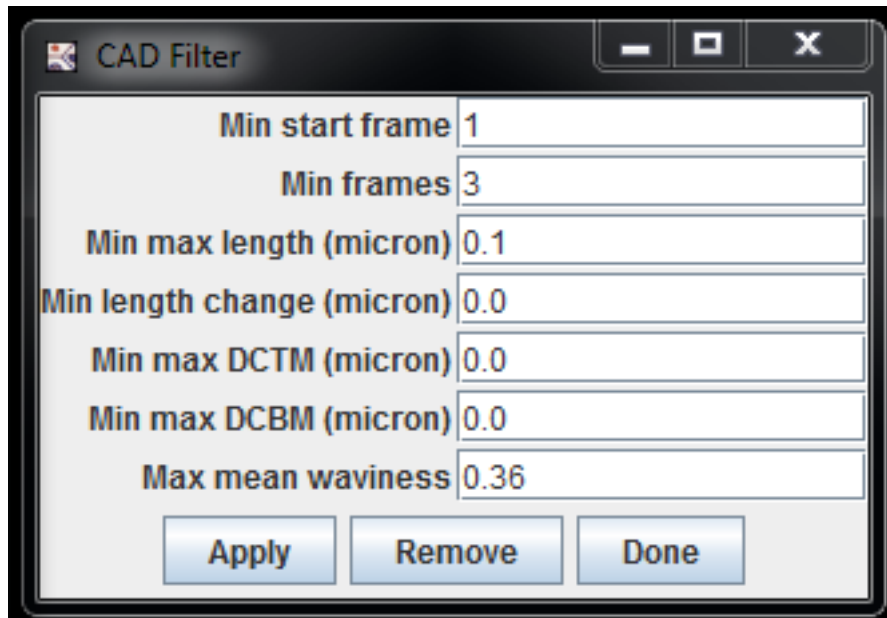 CAD Filter
Min start frame 1
Min frames 3
Min max length (micron) 0.1
Min length change (micron) 0.0
Min max DCTM (micron) 0.0
Min max DCBM (micron) 0.0
Max mean waviness 0.36
Apply Remove Done